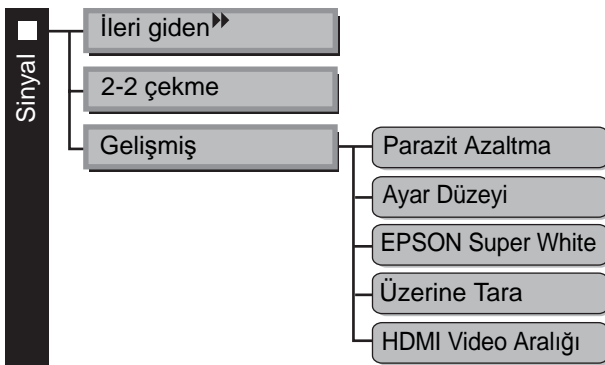 Sinyal
İleri giden
2-2 çekme
Gelişmiş
Parazit Azaltma
Ayar Düzeyi
EPSON Super White
Üzerine Tara
HDMI Video Aralığı